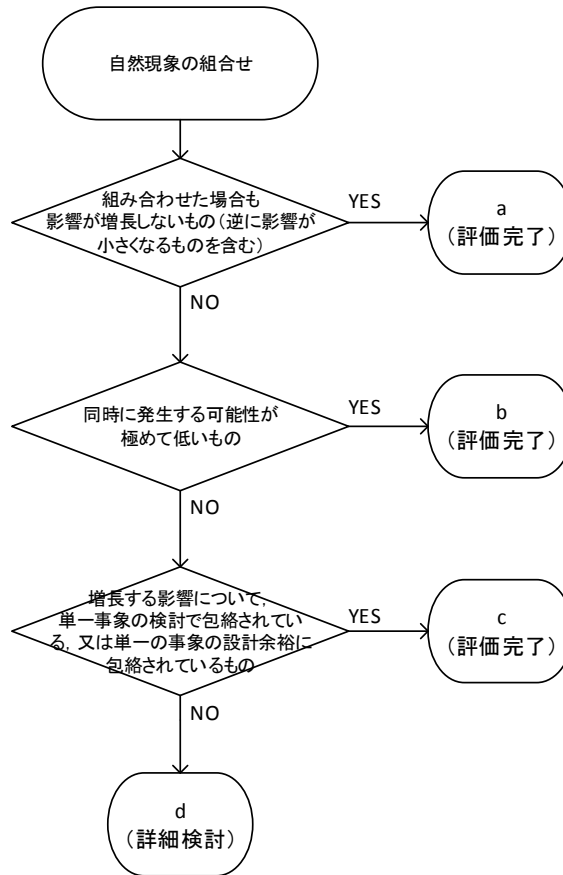 自然現象の組合せ
組み合わせた場合も
影響が増長しないもの（逆に影響が
小さくなるものを含む）
YES
a
（評価完了）
NO
同時に発生する可能性が
極めて低いもの
YES
b
（評価完了）
NO
増長する影響について，
単一事象の検討で包絡されてい
る，又は単一の事象の設計余裕に
包絡されているもの
YES
c
（評価完了）
NO
d
（詳細検討）